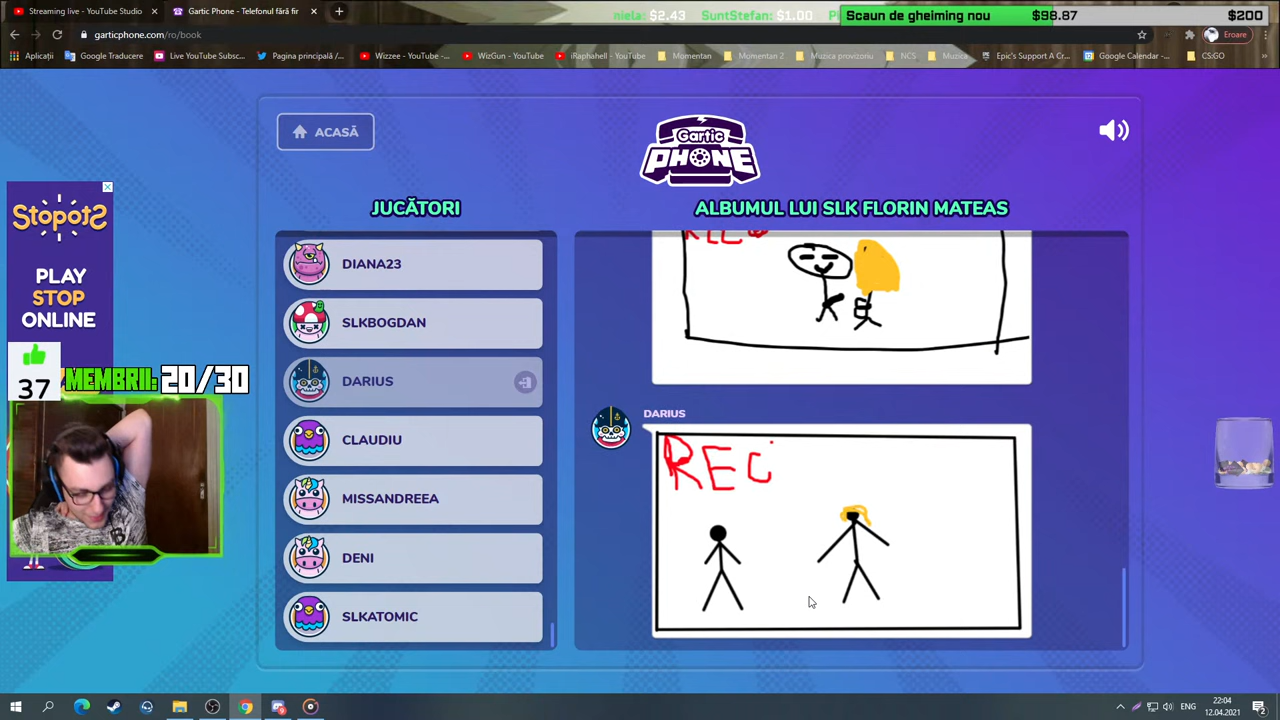 Streaming live - YouTube Studio
Gartic Phone - Telefonul fără fir
niela: $2.43 SuntStefan: $1.00
Scaun de gheiming nou $98.87 $200
garticphone.com/ro/book
Eroare
Aplicații
Google Traducere
Live YouTube Subsc...
Pagina principală /...
Wizzee - YouTube -...
WizGun - YouTube
iRaphahell - YouTube
Momentan
Momentan 2
Muzica provizoriu
NCS
Muzica
Epic's Support A Cr...
Google Calendar -...
CS:GO
ACASĂ
Gartic
PHONE
JUCĂTORI
ALBUMUL LUI SLK FLORIN MATEAS
StopotS
PLAY
STOP
ONLINE
37
MEMBRII: 20/30
DIANA23
SLKBOGDAN
DARIUS
CLAUDIU
MISSANDREEA
DENI
SLKATOMIC
DARIUS
REC
ENG
22:04
12.04.2021
2